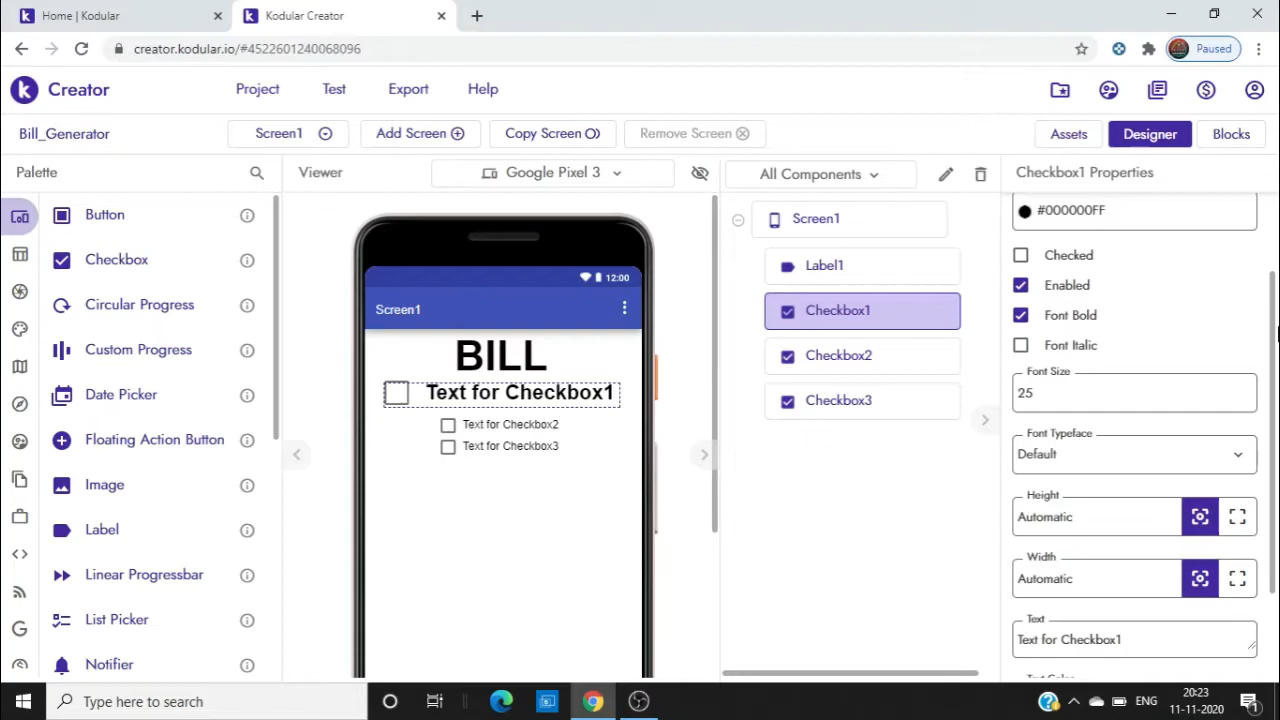 Home | Kodular
Kodular Creator
creator.kodular.io/#4522601240068096
Paused
Creator
Project
Test
Export
Help
Bill_Generator
Screen1
Add Screen
Copy Screen
Remove Screen
Assets
Designer
Blocks
Palette
Viewer
Google Pixel 3
All Components
Checkbox1 Properties
Button
Checkbox
Circular Progress
Custom Progress
Date Picker
Floating Action Button
Image
Label
Linear Progressbar
List Picker
Notifier
12:00
Screen1
BILL
Text for Checkbox1
Text for Checkbox2
Text for Checkbox3
Screen1
Label1
Checkbox1
Checkbox2
Checkbox3
#000000FF
Checked
Enabled
Font Bold
Font Italic
Font Size
25
Font Typeface
Default
Height
Automatic
Width
Automatic
Text
Text for Checkbox1
Text Color
Type here to search
ENG
20:23
11-11-2020
1